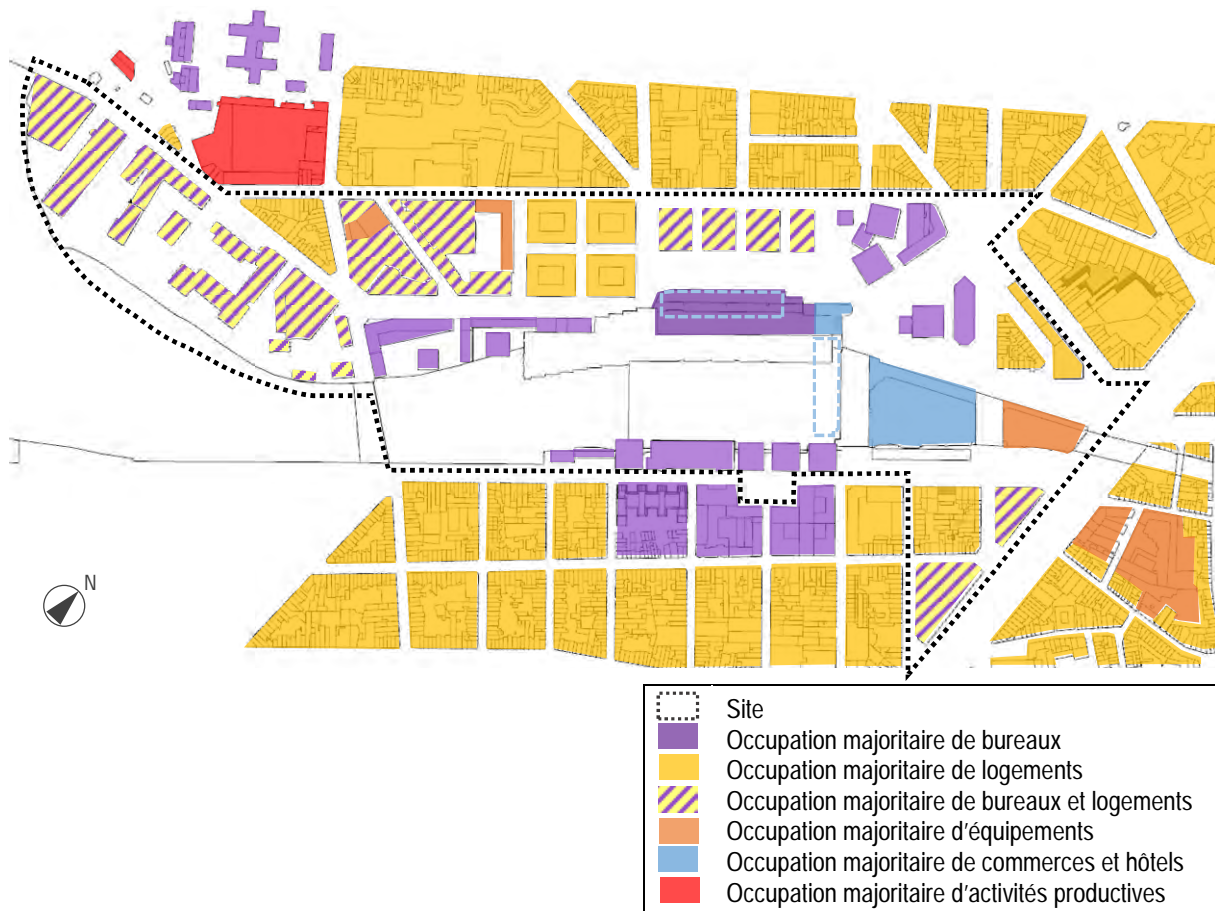 N
Site
Occupation majoritaire de bureaux
Occupation majoritaire de logements
Occupation majoritaire de bureaux et logements
Occupation majoritaire d'équipements
Occupation majoritaire de commerces et hôtels
Occupation majoritaire d'activités productives